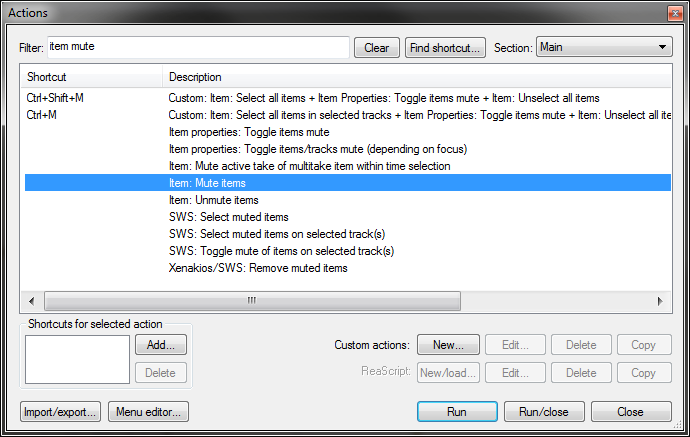 Actions
Filter: item mute Clear Find shortcut... Section: Main
Shortcut Description
Ctrl+Shift+M Custom: Item: Select all items + Item Properties: Toggle items mute + Item: Unselect all items
Ctrl+M Custom: Item: Select all items in selected tracks + Item Properties: Toggle items mute + Item: Unselect all ite
Item properties: Toggle items mute
Item properties: Toggle items/tracks mute (depending on focus)
Item: Mute active take of multitake item within time selection
Item: Mute items
Item: Unmute items
SWS: Select muted items
SWS: Select muted items on selected track(s)
SWS: Toggle mute of items on selected track(s)
Xenakios/SWS: Remove muted items
Shortcuts for selected action
Add... Custom actions: New... Edit... Delete Copy
Delete ReaScript: New/load... Edit... Delete Copy
Import/export... Menu editor... Run Run/close Close